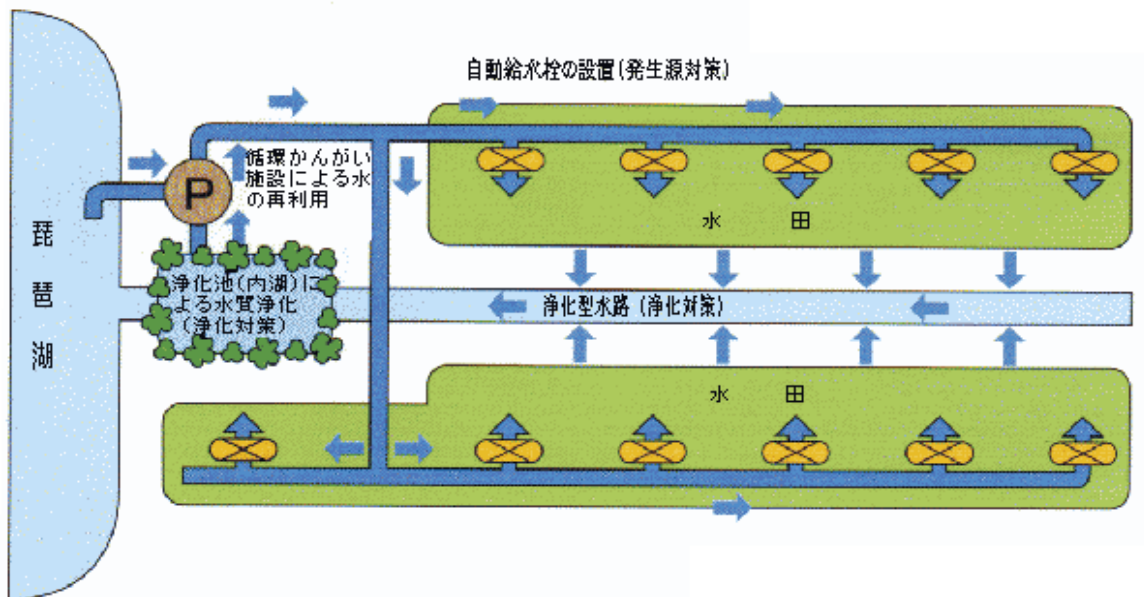 自動給水栓の設置(発生源対策)
循環かんがい
施設による水
の再利用
P
琵琶湖
水田
浄化池(内湖)に
よる水質浄化
(浄化対策)
浄化型水路(浄化対策)
水田